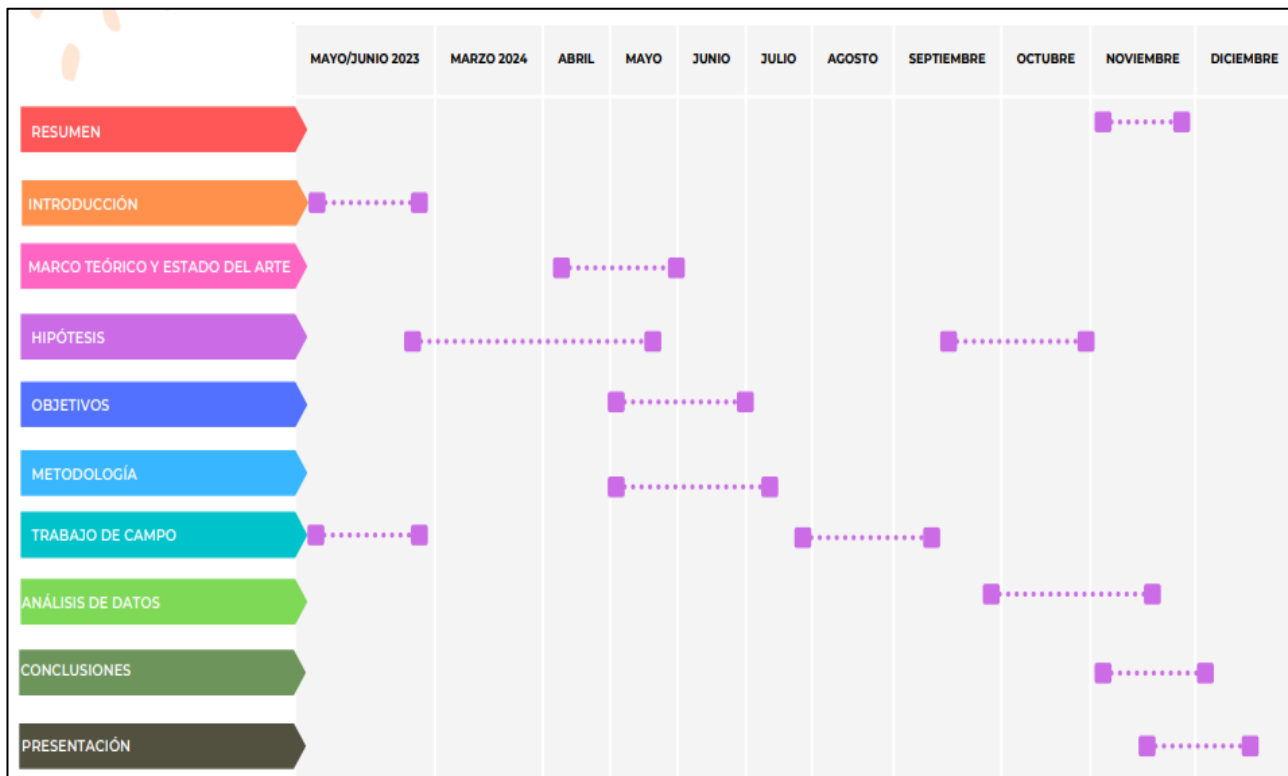 MAYO/JUNIO 2023 MARZO 2024 ABRIL MAYO JUNIO JULIO AGOSTO SEPTIEMBRE OCTUBRE NOVIEMBRE DICIEMBRE
RESUMEN
INTRODUCCIÓN
MARCO TEÓRICO Y ESTADO DEL ARTE
HIPÓTESIS
OBJETIVOS
METODOLOGÍA
TRABAJO DE CAMPO
ANÁLISIS DE DATOS
CONCLUSIONES
PRESENTACIÓN